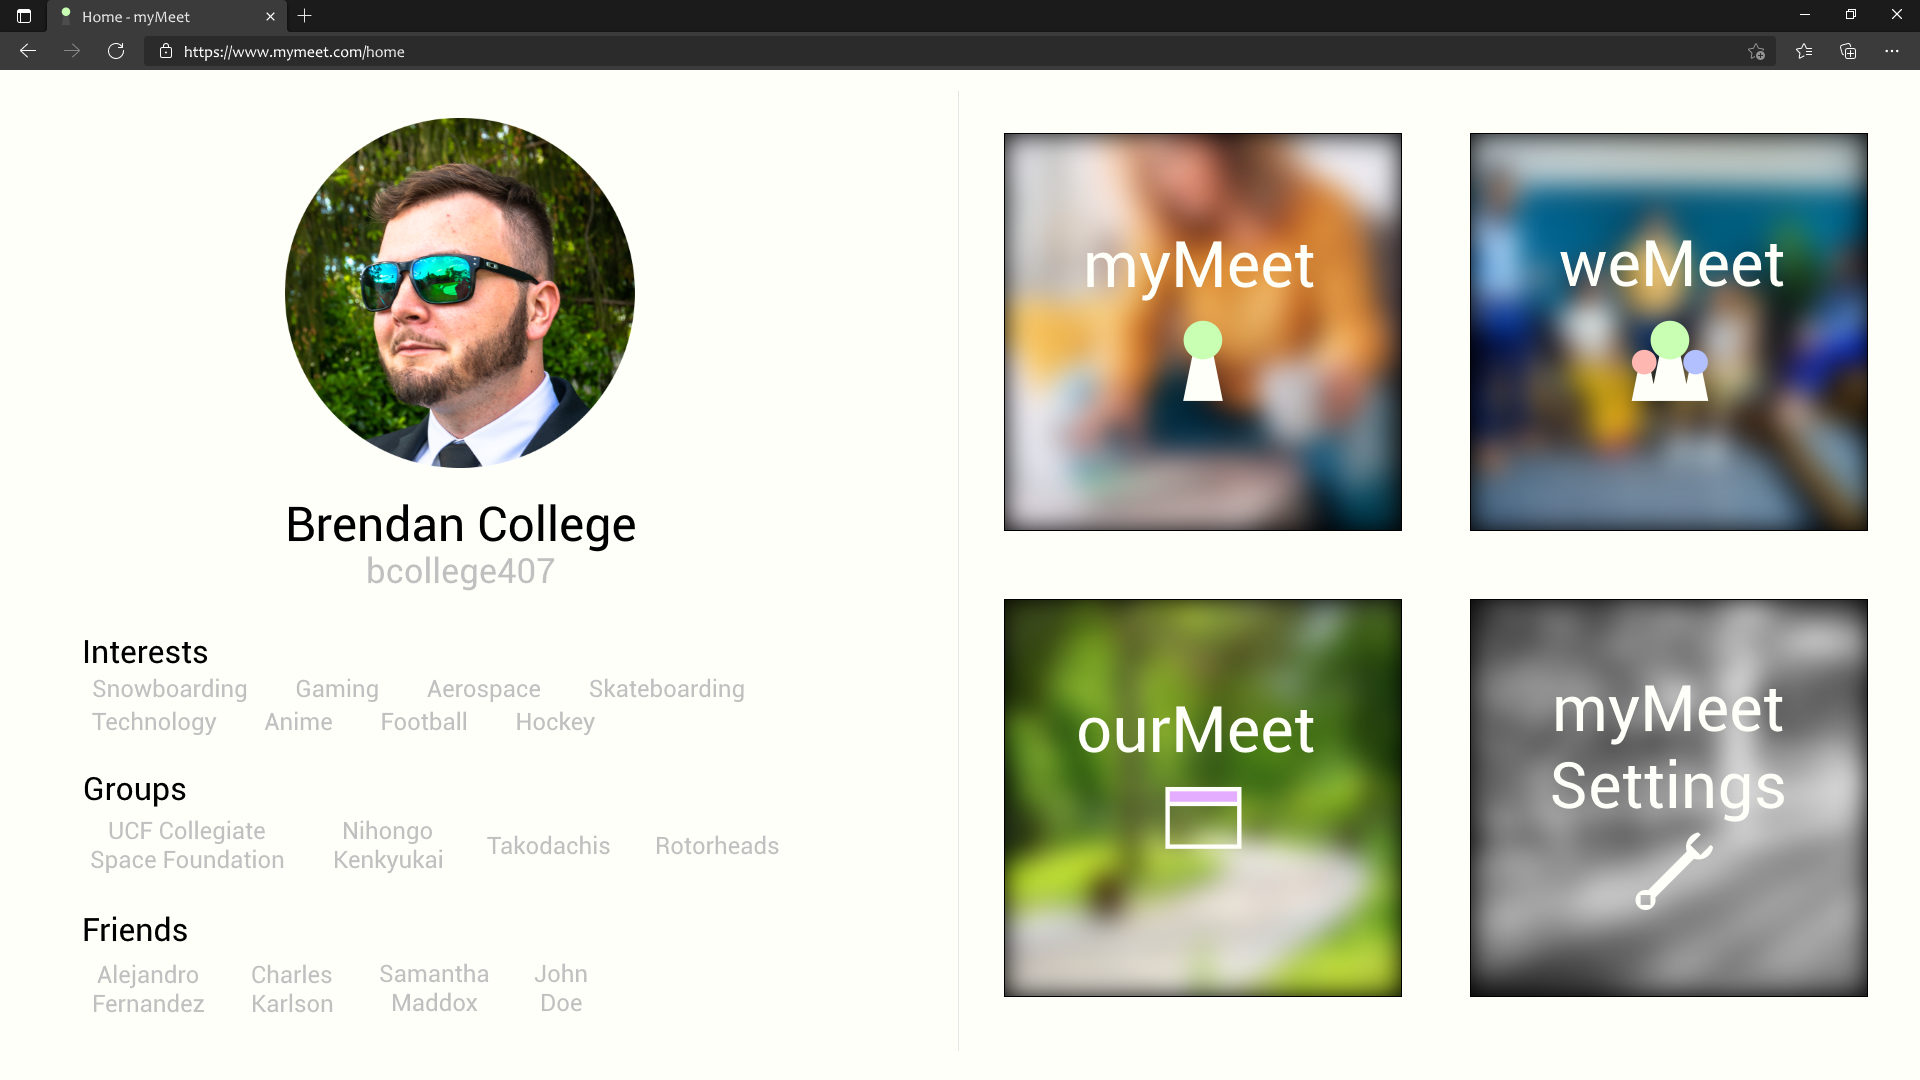 Home - myMeet
https://www.mymeet.com/home
Brendan College
bcollege407
Interests
Snowboarding Gaming Aerospace Skateboarding
Technology Anime Football Hockey
Groups
UCF Collegiate
Space Foundation
Nihongo
Kenkyukai
Takodachis
Rotorheads
Friends
Alejandro
Fernandez
Charles
Karlson
Samantha
Maddox
John
Doe
myMeet
weMeet
ourMeet
myMeet
Settings